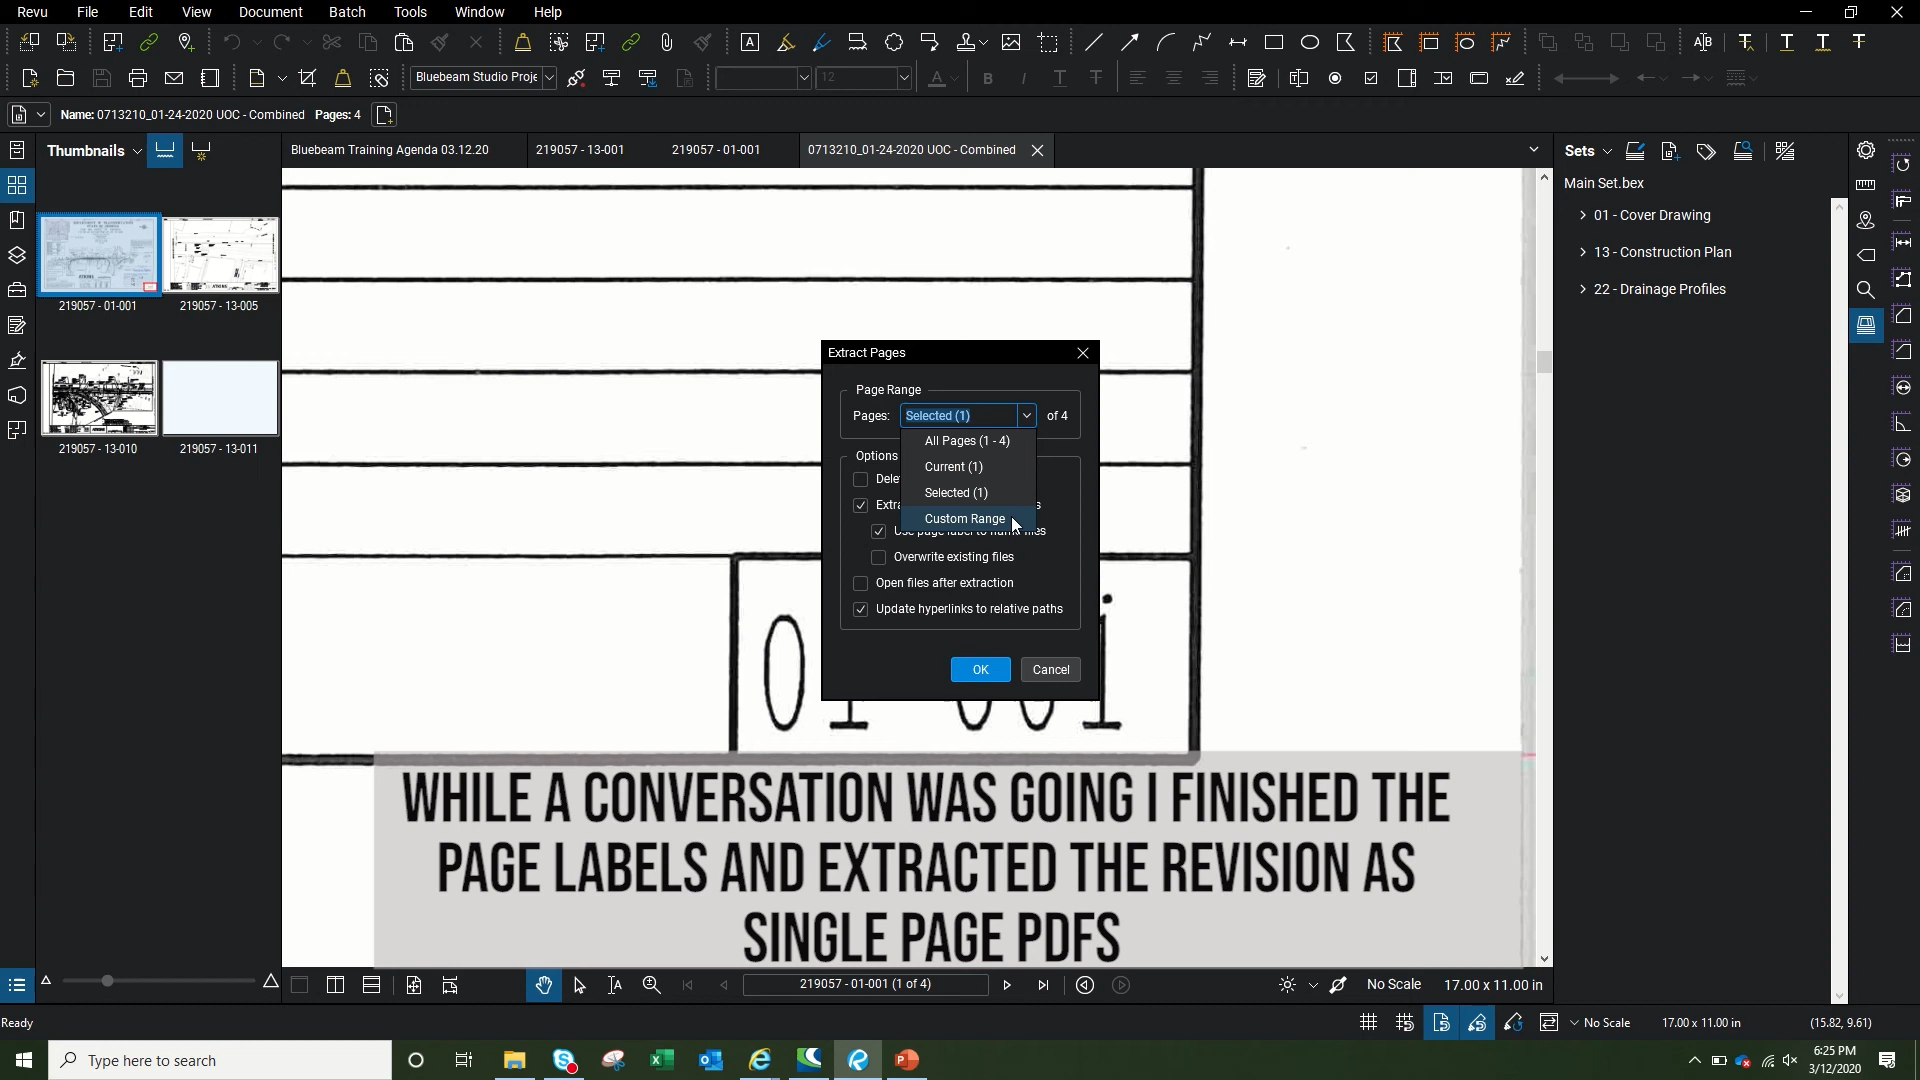 Revu File Edit View Document Batch Tools Window Help
Bluebeam Studio Proje 12
Name: 0713210_01-24-2020 UOC - Combined Pages: 4
Thumbnails
Bluebeam Training Agenda 03.12.20 219057 - 13-001 219057 - 01-001 0713210_01-24-2020 UOC - Combined
Sets
Main Set.bex
01 - Cover Drawing
13 - Construction Plan
22 - Drainage Profiles
219057 - 01-001 219057 - 13-005
219057 - 13-010 219057 - 13-011
Extract Pages
Page Range
Pages: Selected (1) of 4
All Pages (1 - 4)
Current (1)
Selected (1)
Custom Range
Options
Overwrite existing files
Open files after extraction
Update hyperlinks to relative paths
OK Cancel
WHILE A CONVERSATION WAS GOING I FINISHED THE
PAGE LABELS AND EXTRACTED THE REVISION AS
SINGLE PAGE PDFS
219057 - 01-001 (1 of 4) No Scale 17.00 x 11.00 in
Ready No Scale 17.00 x 11.00 in (15.82, 9.61)
Type here to search
6:25 PM
3/12/2020